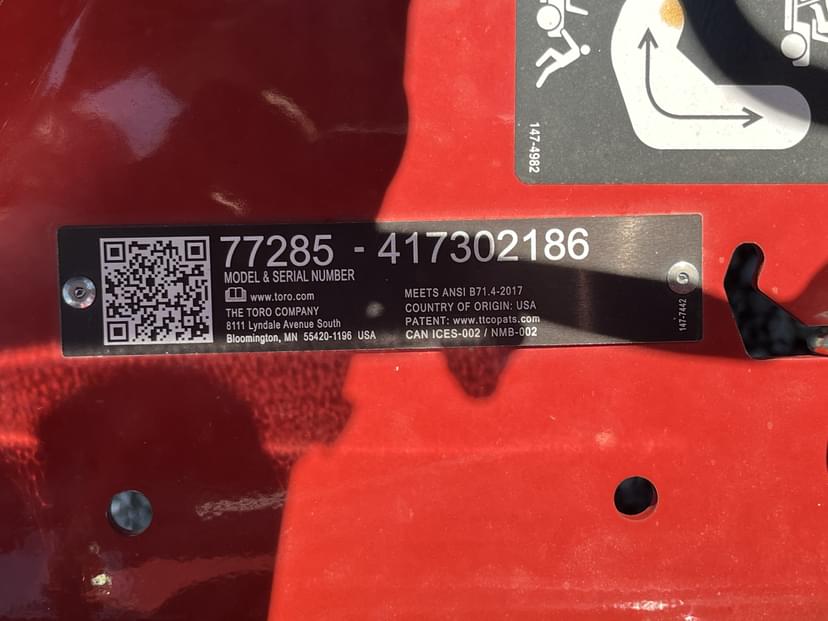 147-4982
77285 - 417302186
MODEL & SERIAL NUMBER
www.toro.com
THE TORO COMPANY
8111 Lyndale Avenue South
Bloomington, MN 55420-1196 USA
MEETS ANSI B71.4-2017
COUNTRY OF ORIGIN: USA
PATENT: www.ttcopats.com
CAN ICES-002 / NMB-002
147-7442